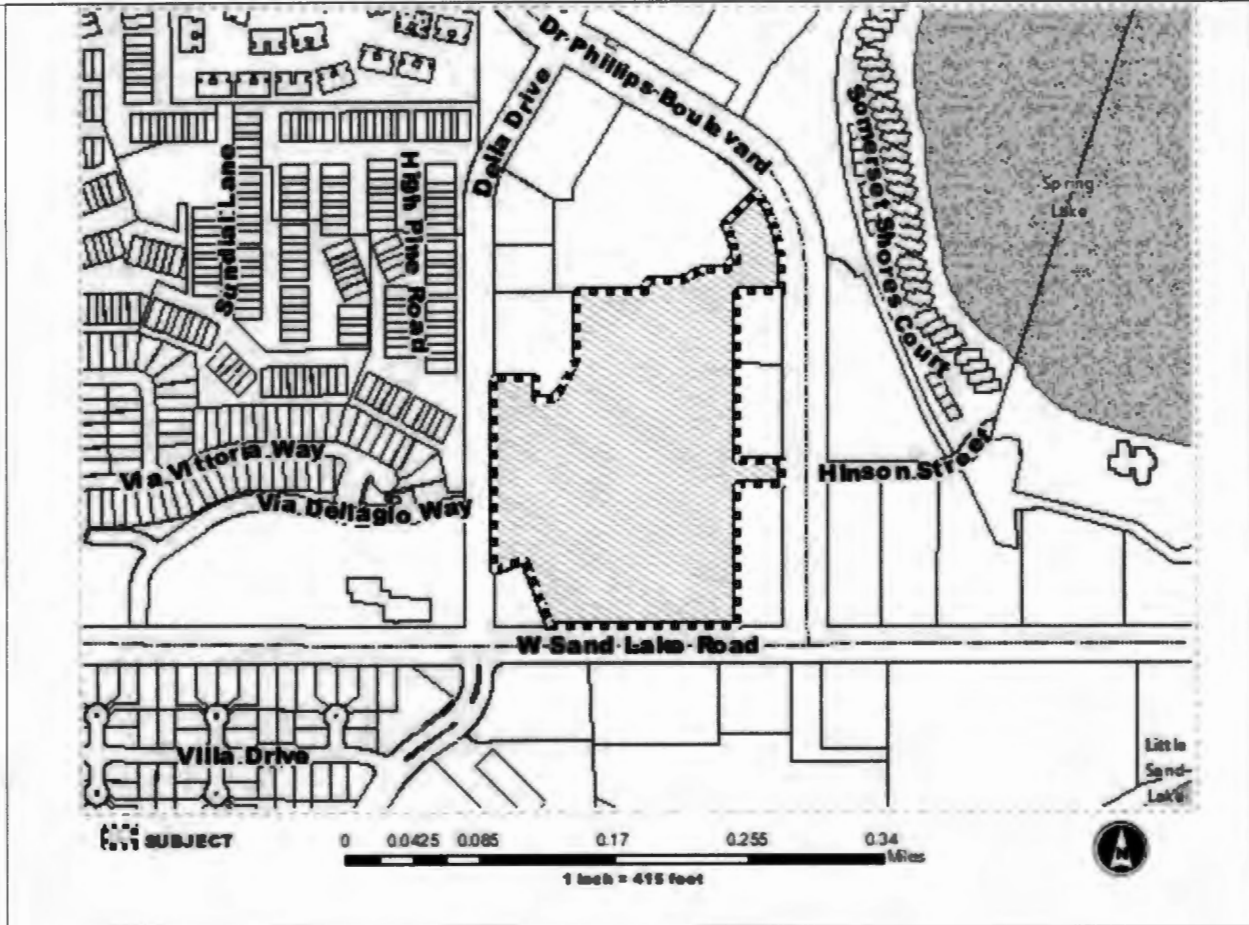 Dr Phillips Boulevard
Della Drive
Somerset Shores Court
Spring
Lake
Sundial Lane
High Pine Road
Via Vittoria Way
Via Dellagio Way
Hinson Street
W Sand Lake Road
Villa Drive
Little
Sand
Lake
SUBJECT
0 0.0425 0.085 0.17 0.255 0.34
Miles
1 inch = 415 feet